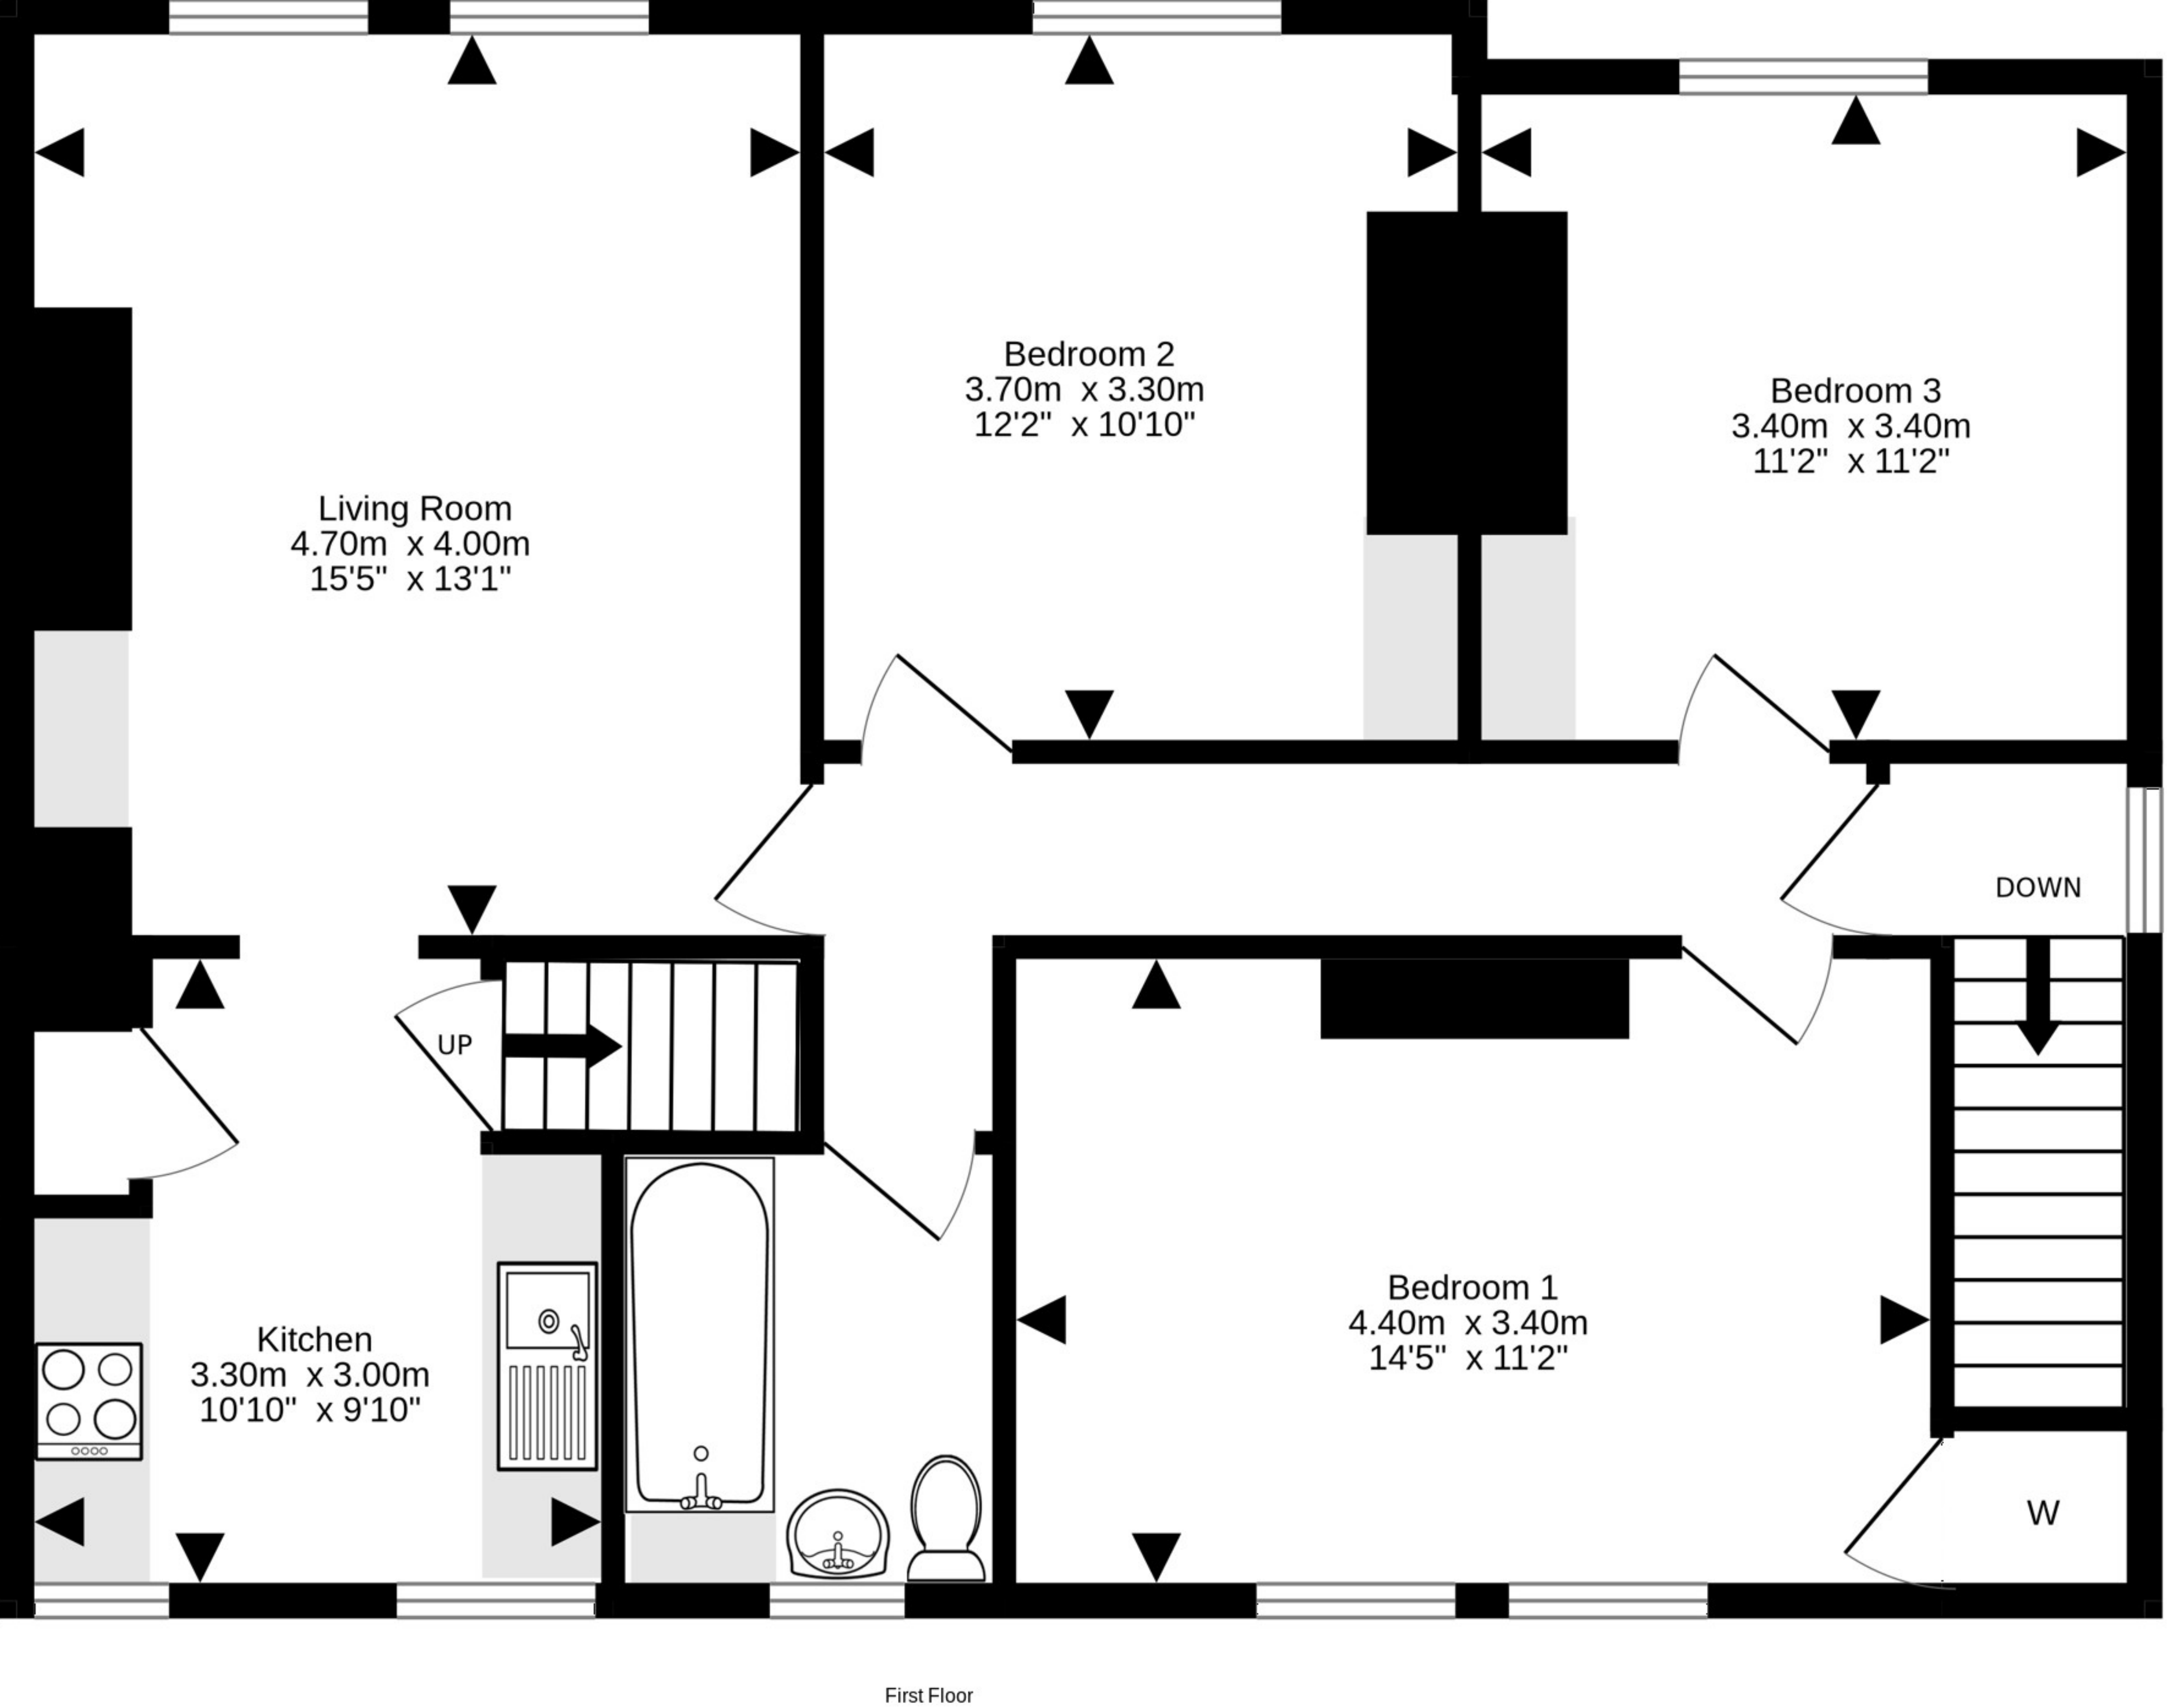 Bedroom 2
3.70m x 3.30m
12'2" x 10'10"
Bedroom 3
3.40m x 3.40m
11'2" x 11'2"
Living Room
4.70m x 4.00m
15'5" x 13'1"
DOWN
UP
Bedroom 1
4.40m x 3.40m
14'5" x 11'2"
Kitchen
3.30m x 3.00m
10'10" x 9'10"
W
First Floor